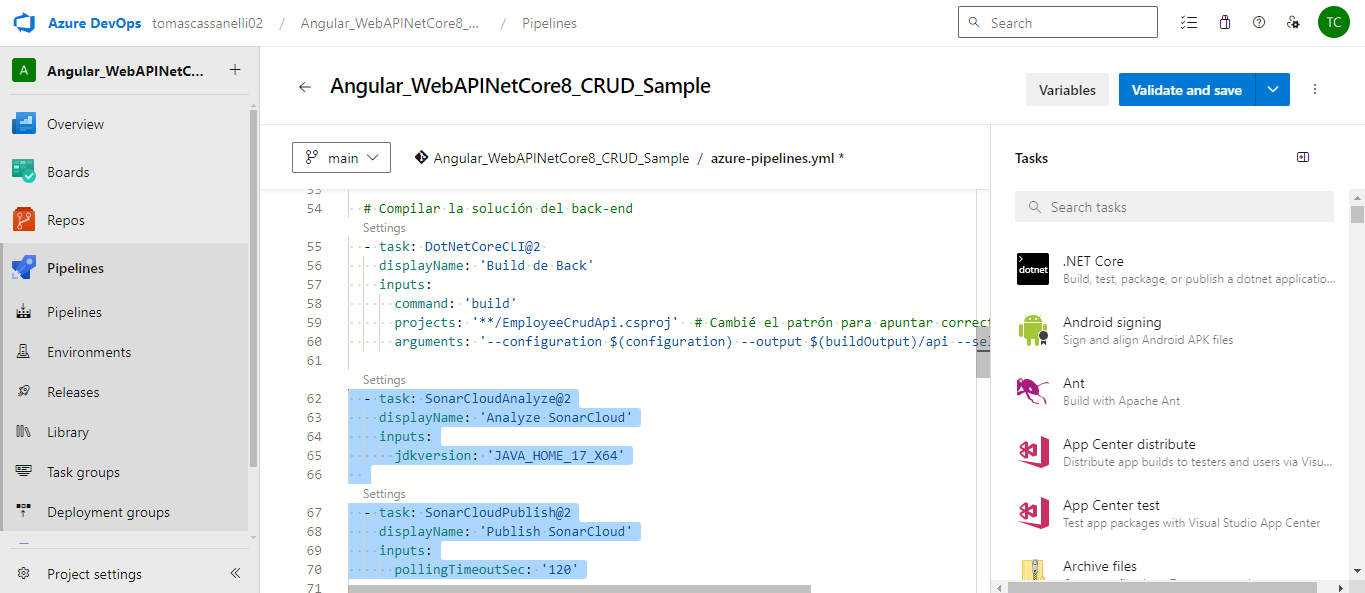 Azure DevOps tomascassanelli02 / Angular_WebAPINetCore8_... / Pipelines
Search
TC
A Angular_WebAPINetC... +
Overview
Boards
Repos
Pipelines
Pipelines
Environments
Releases
Library
Task groups
Deployment groups
Project settings
Angular_WebAPINetCore8_CRUD_Sample
Variables
Validate and save
main
Angular_WebAPINetCore8_CRUD_Sample / azure-pipelines.yml *
53
54 # Compilar la solución del back-end
Settings
55 - task: DotNetCoreCLI@2
56 displayName: 'Build de Back'
57 inputs:
58 command: 'build'
59 projects: '**/EmployeeCrudApi.csproj' # Cambié el patrón para apuntar correct
60 arguments: '--configuration $(configuration) --output $(buildOutput)/api --sel
61
Settings
62 - task: SonarCloudAnalyze@2
63 displayName: 'Analyze SonarCloud'
64 inputs:
65 jdkversion: 'JAVA_HOME_17_X64'
66
Settings
67 - task: SonarCloudPublish@2
68 displayName: 'Publish SonarCloud'
69 inputs:
70 pollingTimeoutSec: '120'
71
Tasks
Search tasks
dotnet
.NET Core
Build, test, package, or publish a dotnet applicatio...
Android signing
Sign and align Android APK files
Ant
Build with Apache Ant
App Center distribute
Distribute app builds to testers and users via Visu...
App Center test
Test app packages with Visual Studio App Center
Archive files